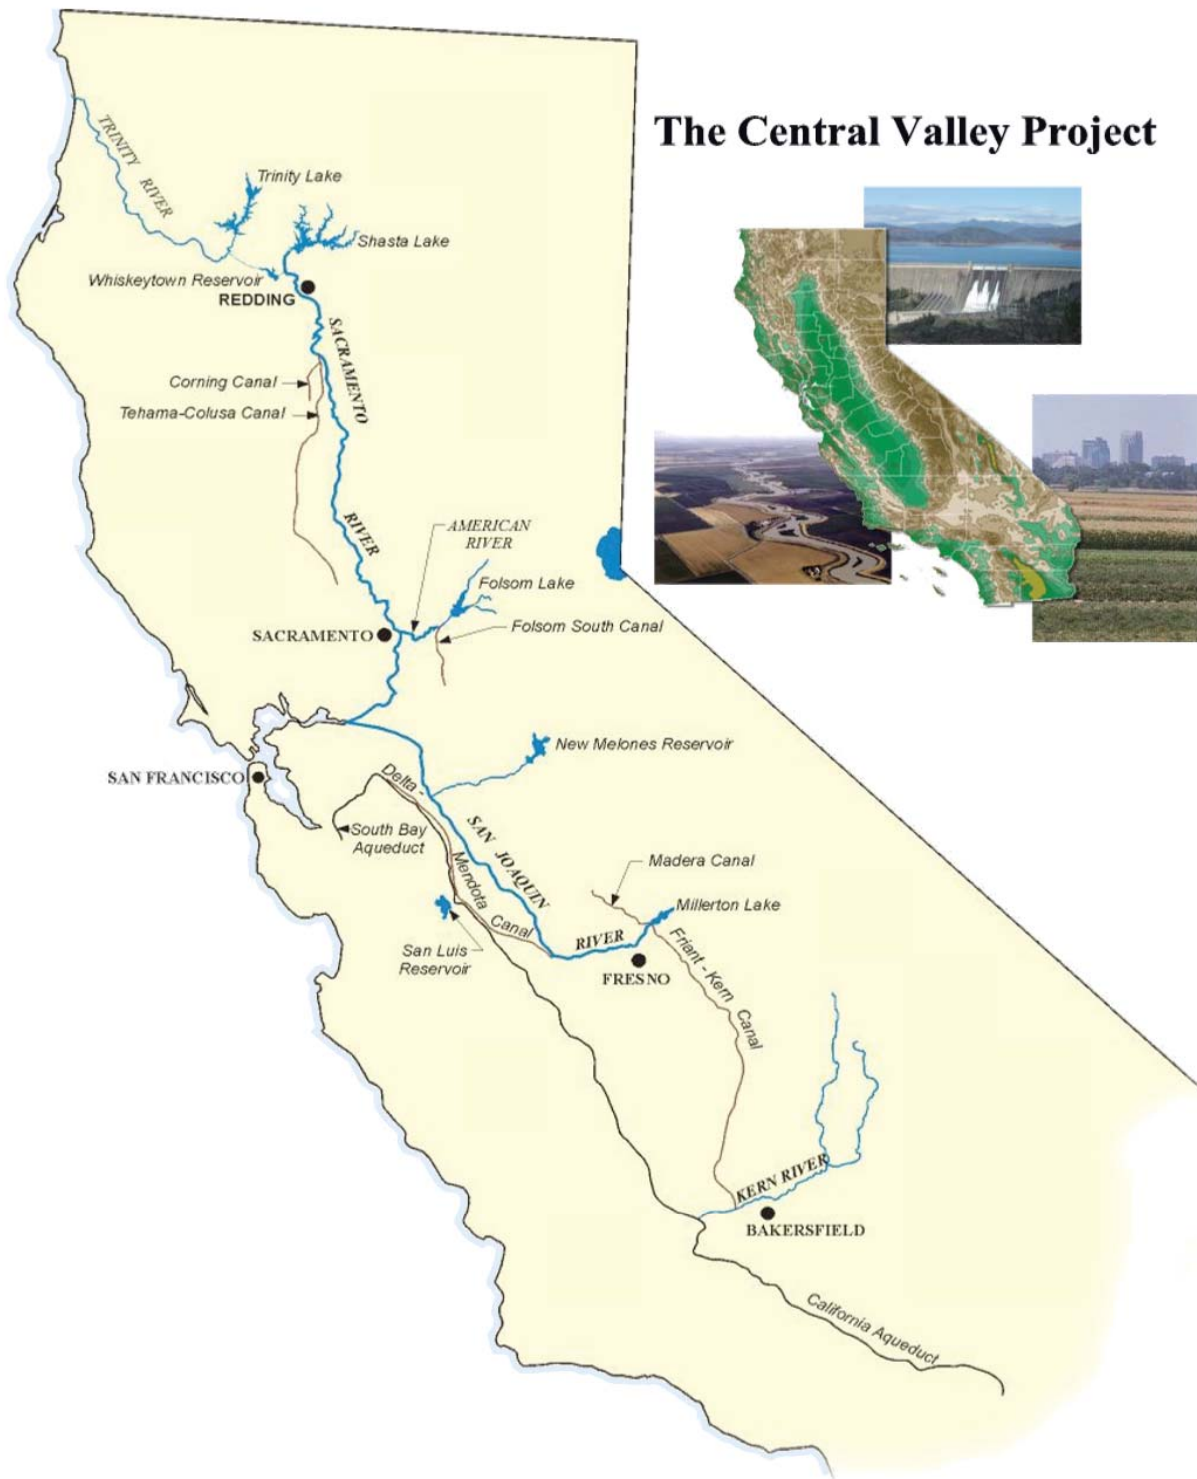 The Central Valley Project
TRINITY RIVER
Trinity Lake
Shasta Lake
Whiskeytown Reservoir
REDDING
SACRAMENTO
RIVER
Corning Canal
Tehama-Colusa Canal
AMERICAN
RIVER
Folsom Lake
SACRAMENTO
Folsom South Canal
New Melones Reservoir
SAN FRANCISCO
Delta -
Mendota
Canal
South Bay
Aqueduct
SAN JOAQUIN
RIVER
Madera Canal
Millerton Lake
San Luis
Reservoir
FRESNO
Friant - Kern Canal
KERN RIVER
BAKERSFIELD
California Aqueduct